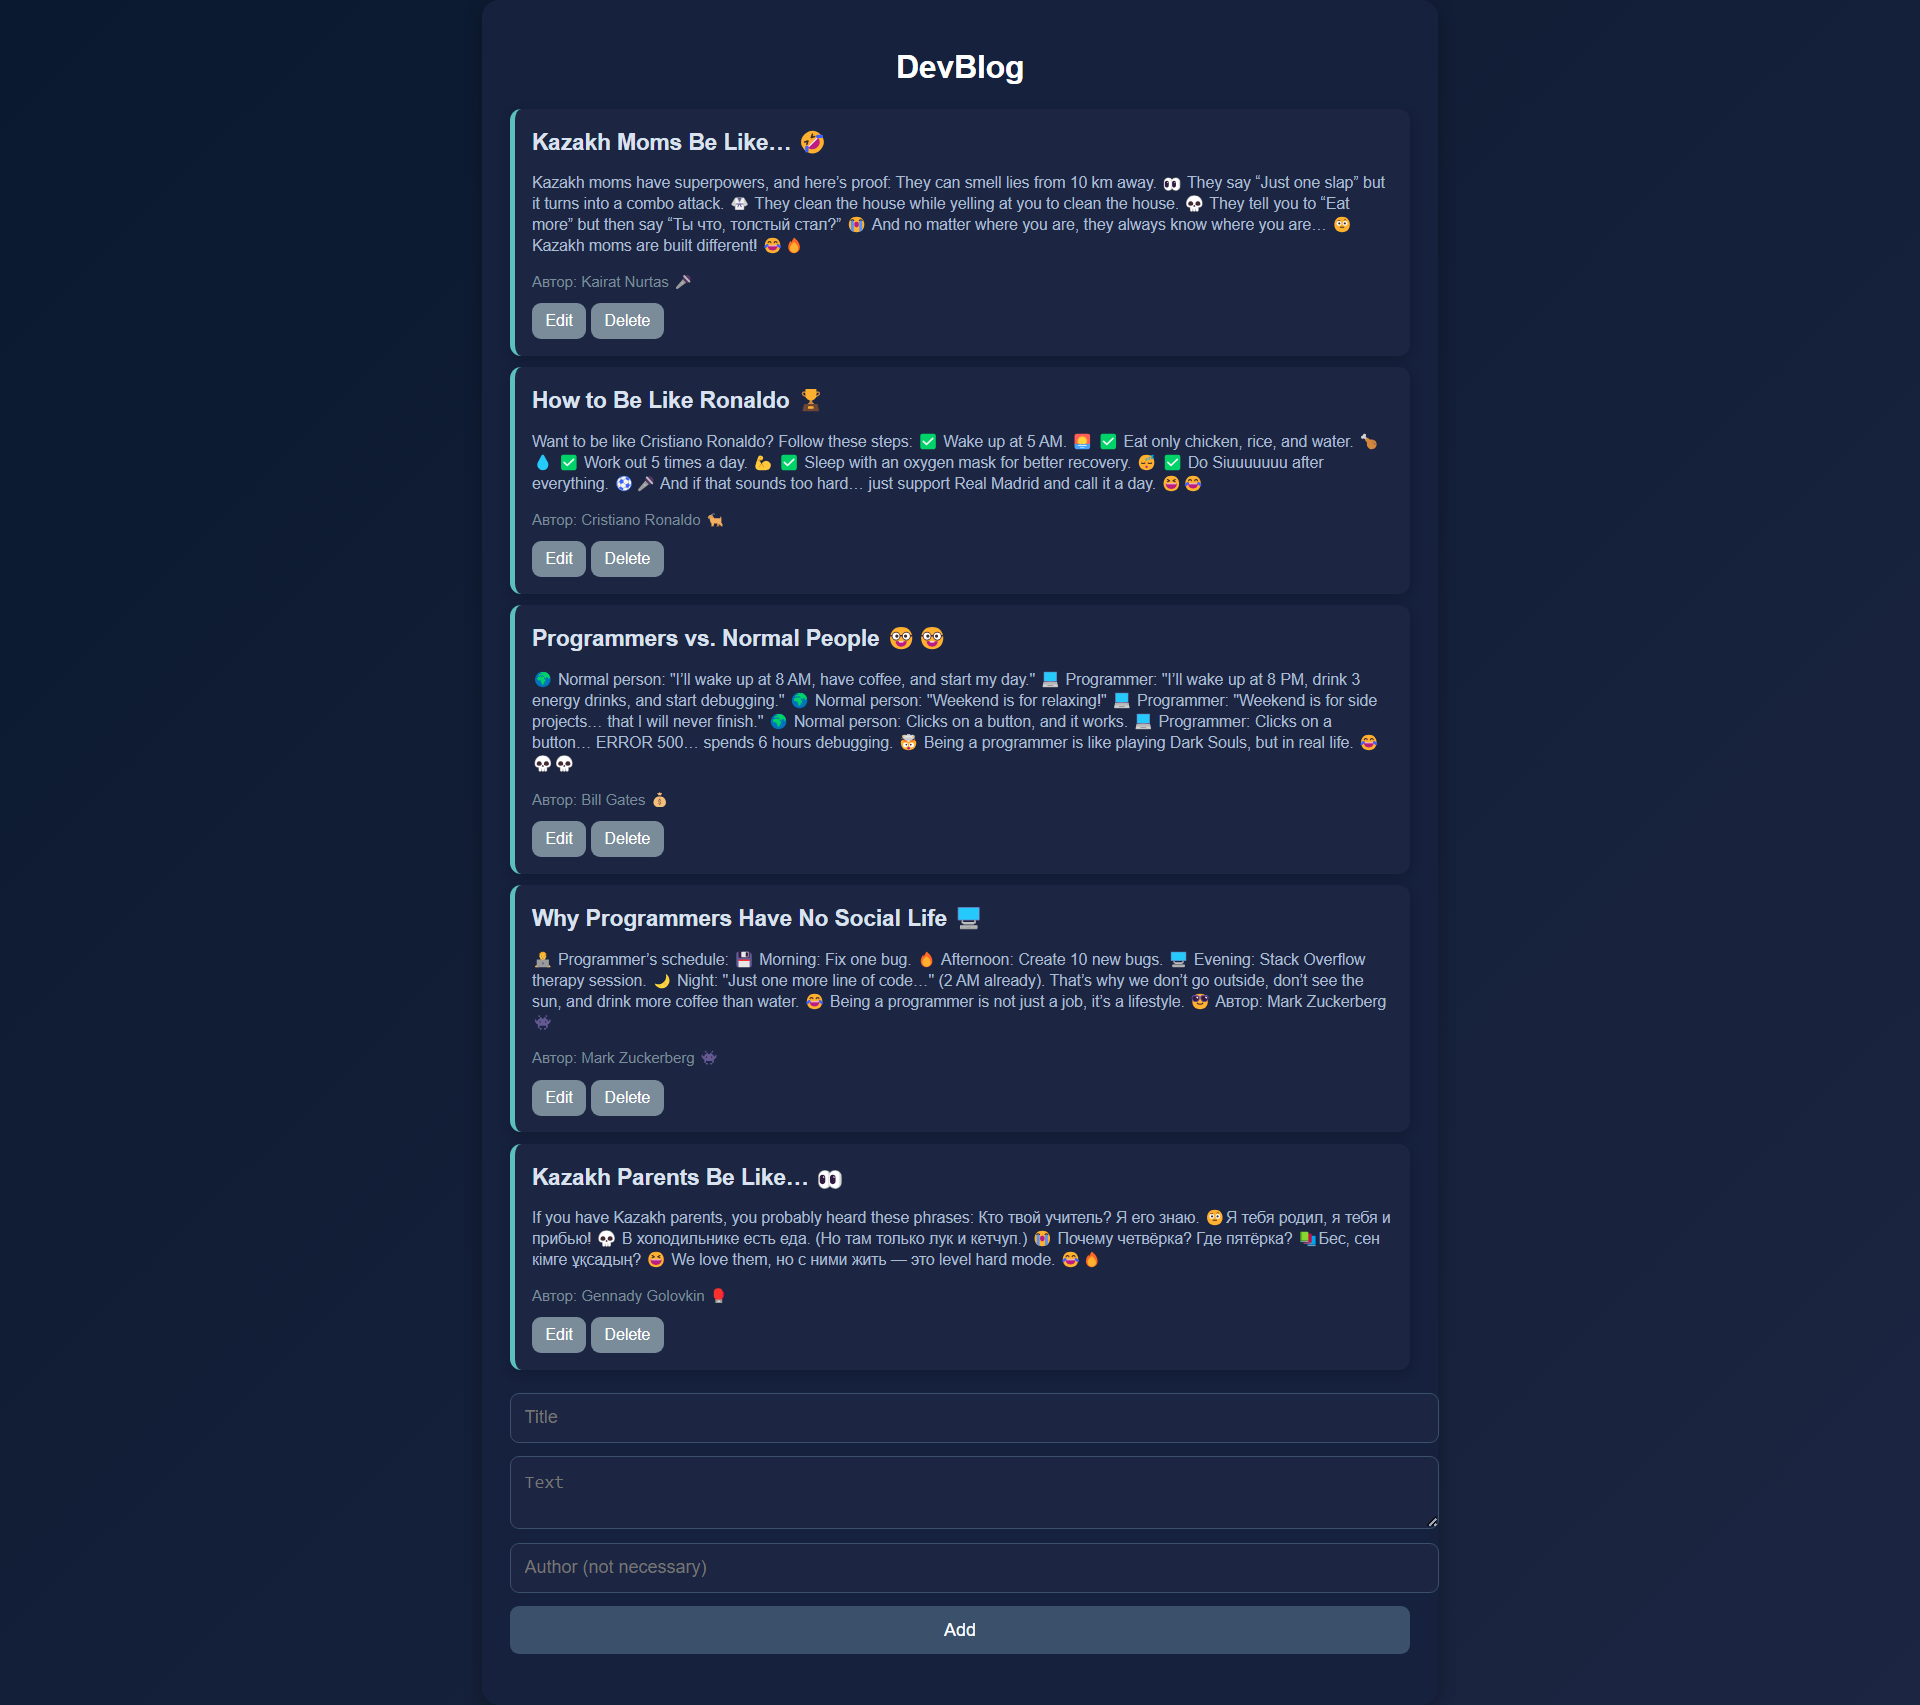 DevBlog
Kazakh Moms Be Like… 🤣
Kazakh moms have superpowers, and here’s proof: They can smell lies from 10 km away. 👀 They say “Just one slap” but
it turns into a combo attack. 🥋 They clean the house while yelling at you to clean the house. 💀 They tell you to “Eat
more” but then say “Ты что, толстый стал?” 😭 And no matter where you are, they always know where you are… 😳
Kazakh moms are built different! 😂🔥
Автор: Kairat Nurtas 🎤
Edit Delete
How to Be Like Ronaldo 🏆
Want to be like Cristiano Ronaldo? Follow these steps: ✅ Wake up at 5 AM. 🌅 ✅ Eat only chicken, rice, and water. 🍗
💧 ✅ Work out 5 times a day. 💪 ✅ Sleep with an oxygen mask for better recovery. 😴 ✅ Do Siuuuuuuu after
everything. ⚽🎤 And if that sounds too hard… just support Real Madrid and call it a day. 😆😂
Автор: Cristiano Ronaldo 🐐
Edit Delete
Programmers vs. Normal People 🤓🤓
🌍 Normal person: "I’ll wake up at 8 AM, have coffee, and start my day." 💻 Programmer: "I’ll wake up at 8 PM, drink 3
energy drinks, and start debugging." 🌍 Normal person: "Weekend is for relaxing!" 💻 Programmer: "Weekend is for side
projects… that I will never finish." 🌍 Normal person: Clicks on a button, and it works. 💻 Programmer: Clicks on a
button… ERROR 500… spends 6 hours debugging. 🤯 Being a programmer is like playing Dark Souls, but in real life. 😂
💀💀
Автор: Bill Gates 💰
Edit Delete
Why Programmers Have No Social Life 🖥️
🧑‍💻 Programmer’s schedule: 💾 Morning: Fix one bug. 🔥 Afternoon: Create 10 new bugs. 🖥️ Evening: Stack Overflow
therapy session. 🌙 Night: "Just one more line of code…" (2 AM already). That’s why we don’t go outside, don’t see the
sun, and drink more coffee than water. 😂 Being a programmer is not just a job, it’s a lifestyle. 😎 Автор: Mark Zuckerberg
👾
Автор: Mark Zuckerberg 👾
Edit Delete
Kazakh Parents Be Like… 👀
If you have Kazakh parents, you probably heard these phrases: Кто твой учитель? Я его знаю. 😳Я тебя родил, я тебя и
прибью! 💀 В холодильнике есть еда. (Но там только лук и кетчуп.) 😭 Почему четвёрка? Где пятёрка? 📚Бес, сен
кімге ұқсадың? 😆 We love them, но с ними жить — это level hard mode. 😂🔥
Автор: Gennady Golovkin 🥊
Edit Delete
Title
Text
Author (not necessary)
Add